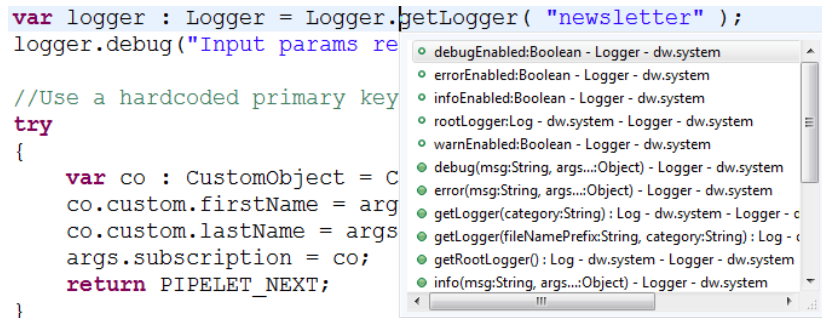 var logger : Logger = Logger.getLogger( "newsletter" );
logger.debug("Input params re
//Use a hardcoded primary key
try
{
var co : CustomObject = C
co.custom.firstName = arg
co.custom.lastName = args
args.subscription = co;
return PIPELET_NEXT;
}
debugEnabled:Boolean - Logger - dw.system
errorEnabled:Boolean - Logger - dw.system
infoEnabled:Boolean - Logger - dw.system
rootLogger:Log - dw.system - Logger - dw.system
warnEnabled:Boolean - Logger - dw.system
debug(msg:String, args...:Object) - Logger - dw.system
error(msg:String, args...:Object) - Logger - dw.system
getLogger(category:String) : Log - dw.system - Logger - d
getLogger(fileNamePrefix:String, category:String) : Log - d
getRootLogger() : Log - dw.system - Logger - dw.system
info(msg:String, args...:Object) - Logger - dw.system